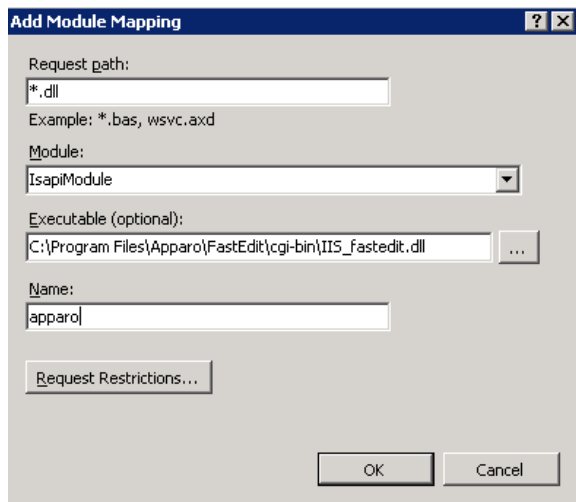 Add Module Mapping
Request path:
*.dll
Example: *.bas, wsvc.axd
Module:
IsapiModule
Executable (optional):
C:\Program Files\Apparo\FastEdit\cgi-bin\IIS_fastedit.dll
...
Name:
apparo
Request Restrictions...
OK Cancel